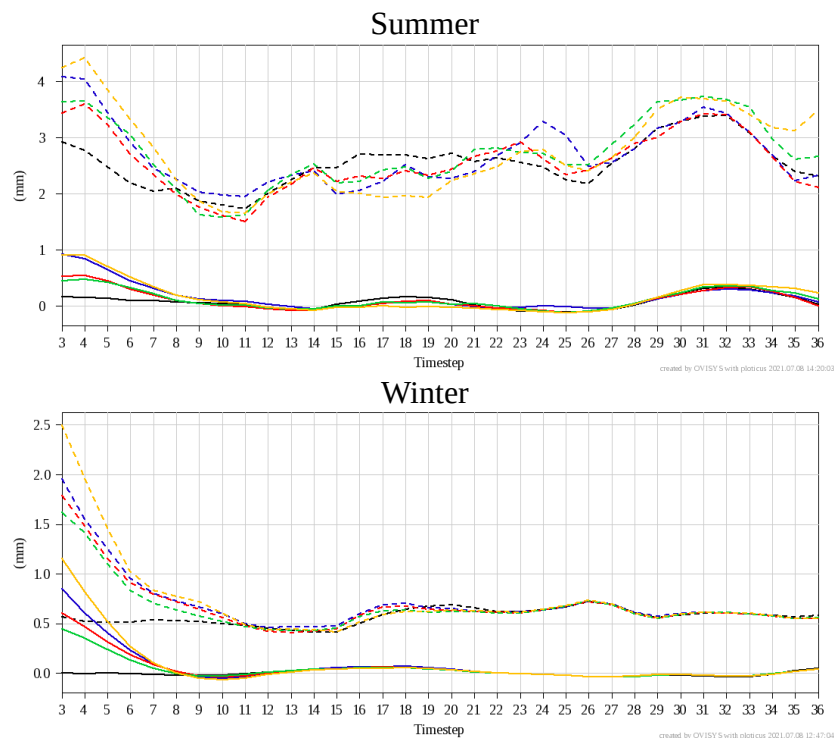 Summer
4
3
2
1
0
(mm)
3 4 5 6 7 8 9 10 11 12 13 14 15 16 17 18 19 20 21 22 23 24 25 26 27 28 29 30 31 32 33 34 35 36
Timestep
created by OVISYS with ploticus 2021.07.08 14:20:03
Winter
2.5
2.0
1.5
1.0
0.5
0.0
(mm)
3 4 5 6 7 8 9 10 11 12 13 14 15 16 17 18 19 20 21 22 23 24 25 26 27 28 29 30 31 32 33 34 35 36
Timestep
created by OVISYS with ploticus 2021.07.08 12:47:04